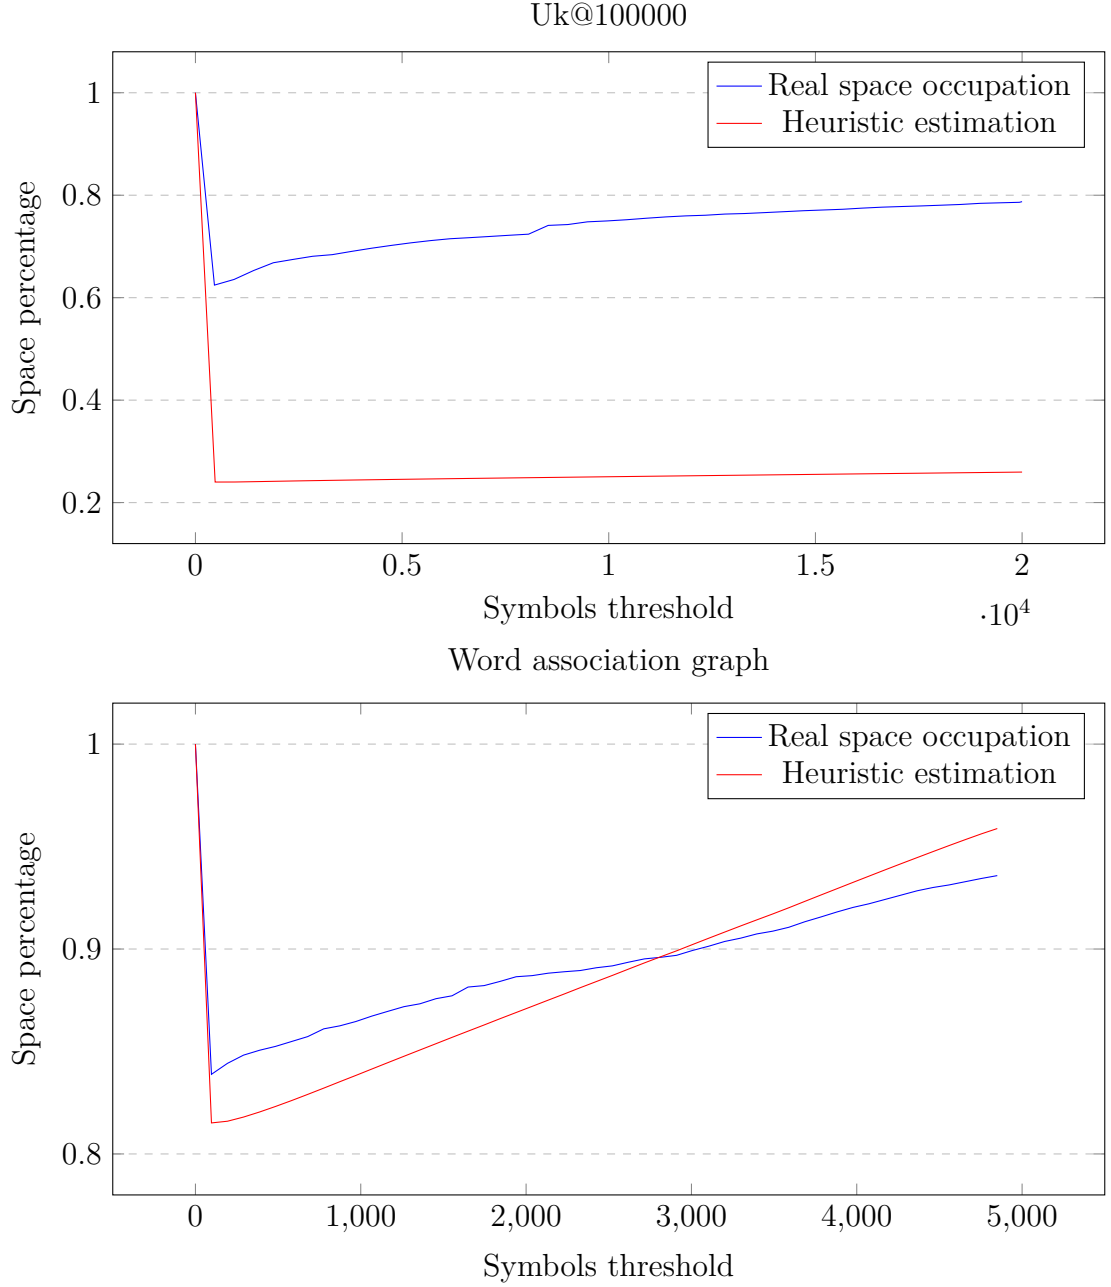 Uk@100000
Real space occupation
Heuristic estimation
Space percentage
1
0.8
0.6
0.4
0.2
0 0.5 1 1.5 2
Symbols threshold
·10^4
Word association graph
Real space occupation
Heuristic estimation
Space percentage
1
0.9
0.8
0 1,000 2,000 3,000 4,000 5,000
Symbols threshold